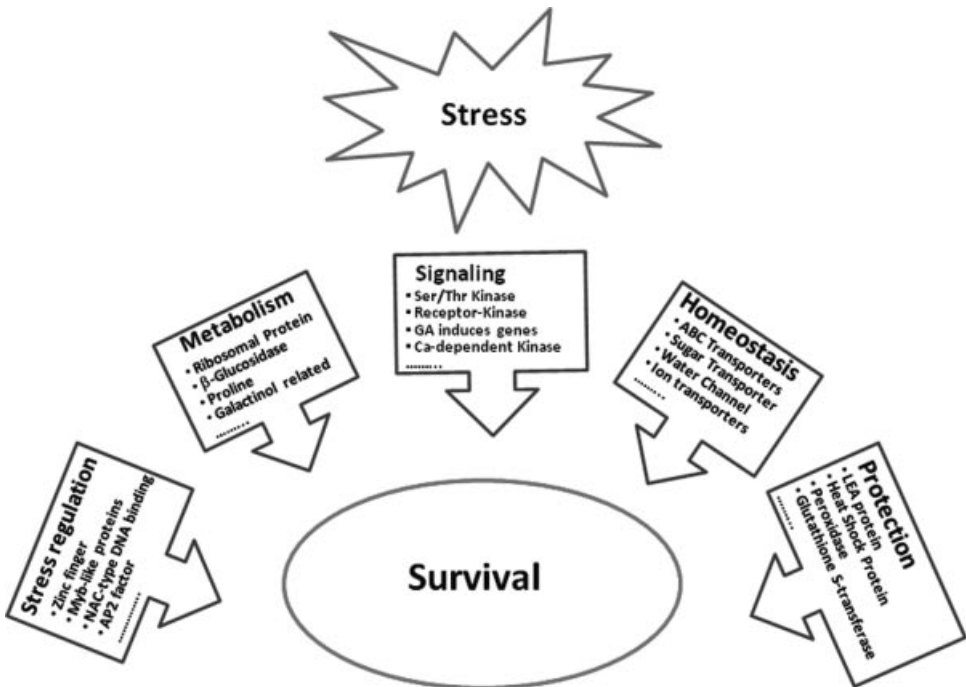 Stress
Stress regulation
▪ Zinc finger
▪ Myb-like proteins
▪ NAC-type DNA binding
▪ AP2 factor
..............
Metabolism
▪ Ribosomal Protein
▪ β-Glucosidase
▪ Proline
▪ Galactinol related
.........
Signaling
▪ Ser/Thr Kinase
▪ Receptor-Kinase
▪ GA induces genes
▪ Ca-dependent Kinase
.........
Homeostasis
▪ ABC Transporters
▪ Sugar Transporter
▪ Water Channel
▪ Ion transporters
.........
Protection
▪ LEA protein
▪ Heat Shock Protein
▪ Peroxidase
▪ Glutathione S-transferase
.........
Survival